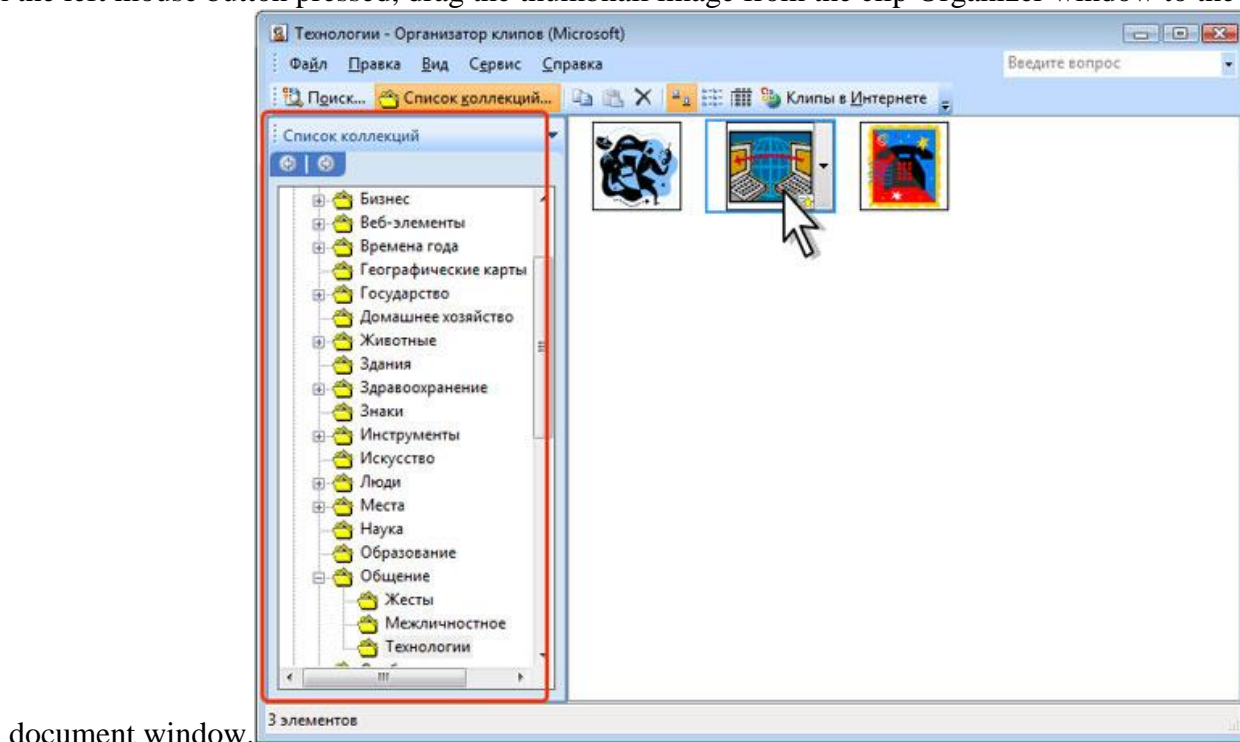 the left mouse button pressed, drag the thumbnail image from the clip Organizer window to the
Технологии - Организатор клипов (Microsoft)
Файл Правка Вид Сервис Справка
Введите вопрос
Поиск... Список коллекций... Клипы в Интернете
Список коллекций
Бизнес
Веб-элементы
Времена года
Географические карты
Государство
Домашнее хозяйство
Животные
Здания
Здравоохранение
Знаки
Инструменты
Искусство
Люди
Места
Наука
Образование
Общение
Жесты
Межличностное
Технологии
3 элементов
document window.